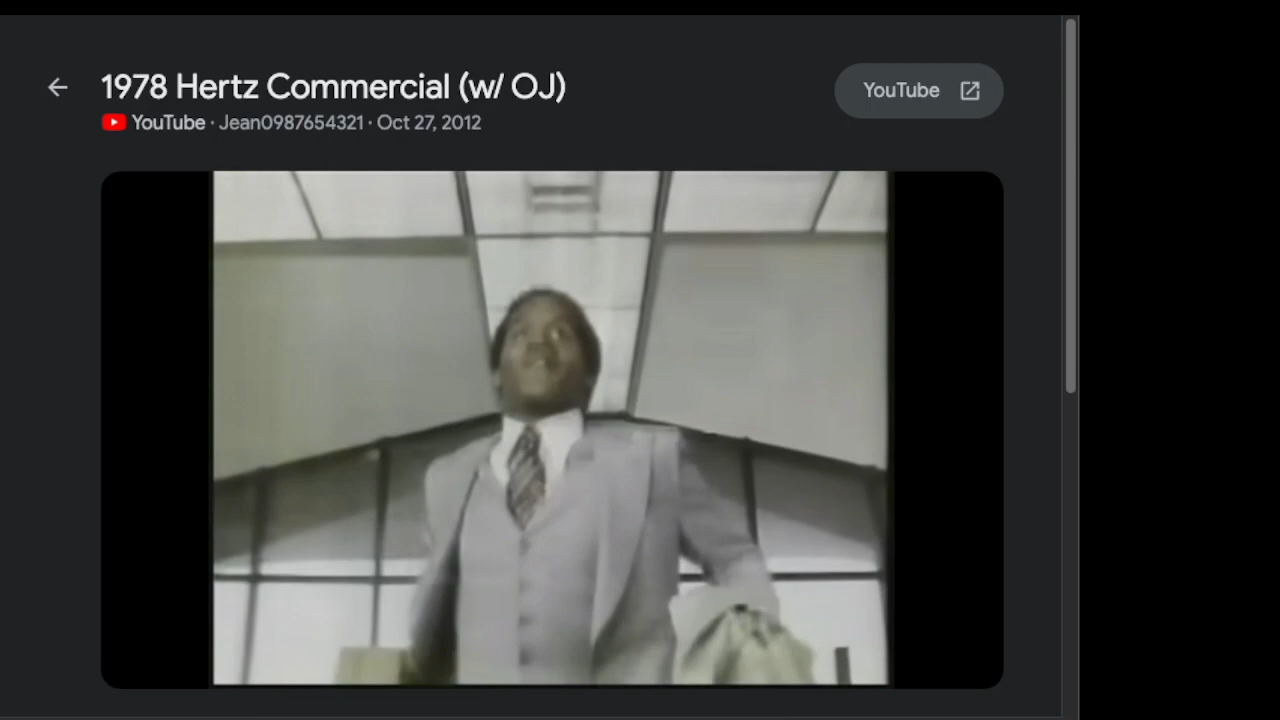 1978 Hertz Commercial (w/ OJ)
YouTube
YouTube · Jean0987654321 · Oct 27, 2012